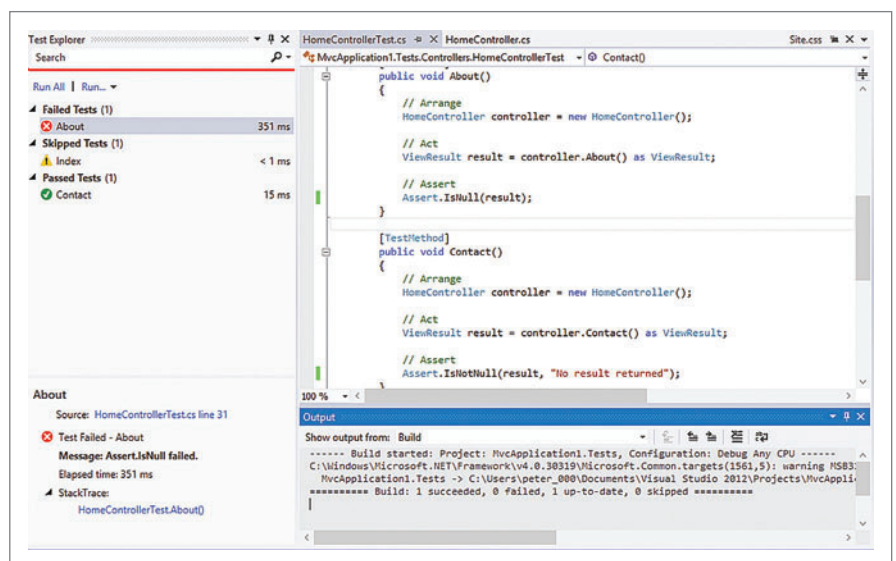 Test Explorer
Search
Run All | Run...
Failed Tests (1)
About 351 ms
Skipped Tests (1)
Index < 1 ms
Passed Tests (1)
Contact 15 ms
About
Source: HomeControllerTest.cs line 31
Test Failed - About
Message: Assert.IsNull failed.
Elapsed time: 351 ms
StackTrace:
HomeControllerTest.About()
HomeControllerTest.cs HomeController.cs Site.css
MvcApplication1.Tests.Controllers.HomeControllerTest Contact()
public void About()
{
// Arrange
HomeController controller = new HomeController();
// Act
ViewResult result = controller.About() as ViewResult;
// Assert
Assert.IsNull(result);
}
[TestMethod]
public void Contact()
{
// Arrange
HomeController controller = new HomeController();
// Act
ViewResult result = controller.Contact() as ViewResult;
// Assert
Assert.IsNotNull(result, "No result returned");
}
100 %
Output
Show output from: Build
------ Build started: Project: MvcApplication1.Tests, Configuration: Debug Any CPU ------
C:\Windows\Microsoft.NET\Framework\v4.0.30319\Microsoft.Common.targets(1561,5): warning MSB3
MvcApplication1.Tests -> C:\Users\peter_000\Documents\Visual Studio 2012\Projects\MvcAppli
========== Build: 1 succeeded, 0 failed, 1 up-to-date, 0 skipped ==========